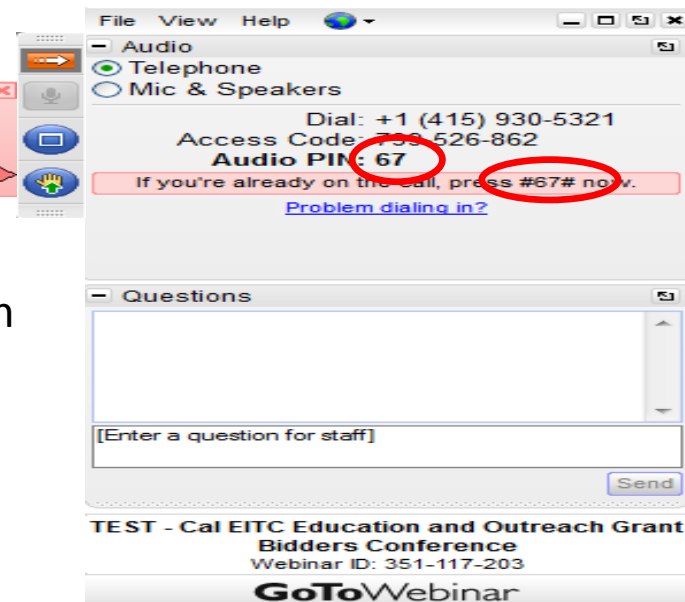 File View Help
Audio
Telephone
Mic & Speakers
Dial: +1 (415) 930-5321
Access Code: 526-862
Audio PIN: 67
If you're already on the call, press #67# now.
Problem dialing in?
Questions
[Enter a question for staff]
Send
TEST - Cal EITC Education and Outreach Grant
Bidders Conference
Webinar ID: 351-117-203
GoToWebinar